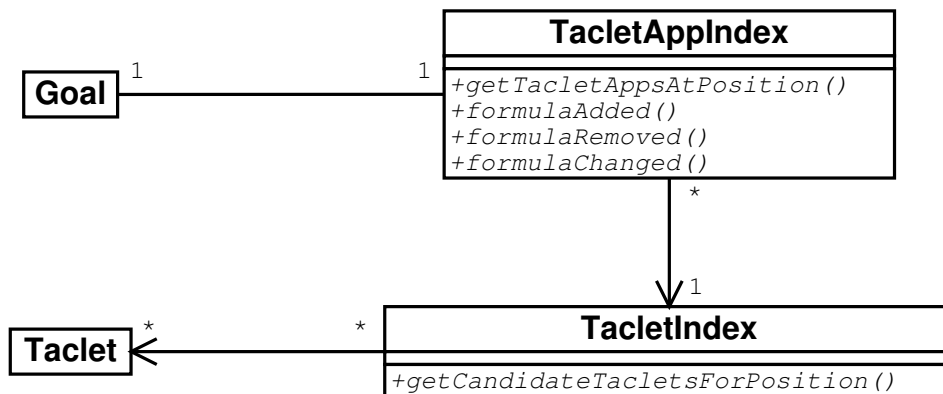 TacletAppIndex
1
1
Goal
+getTacletAppsAtPosition()
+formulaAdded()
+formulaRemoved()
+formulaChanged()
*
1
TacletIndex
*
*
Taclet
+getCandidateTacletsForPosition()